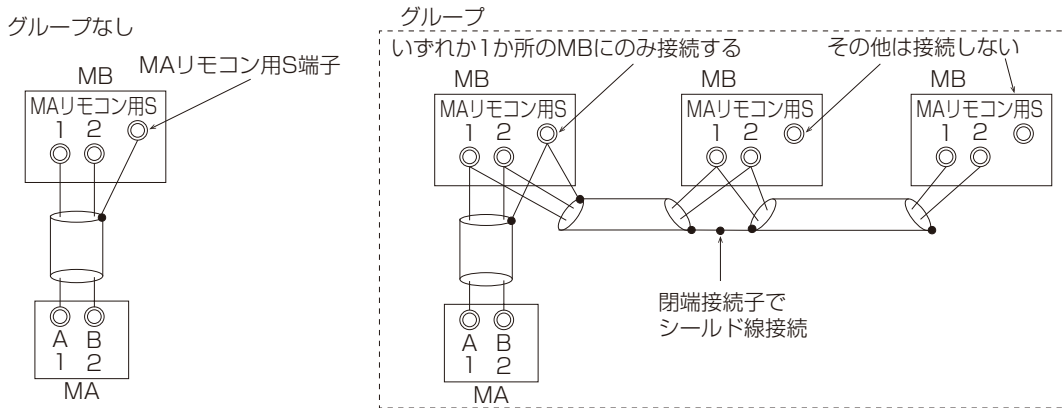 グループなし
MAリモコン用S端子
MB
MAリモコン用S
1 2
A B
1 2
MA
グループ
いずれか1か所のMBにのみ接続する
その他は接続しない
MB
MAリモコン用S
1 2
MB
MAリモコン用S
1 2
MB
MAリモコン用S
1 2
閉端接続子で
シールド線接続
A B
1 2
MA